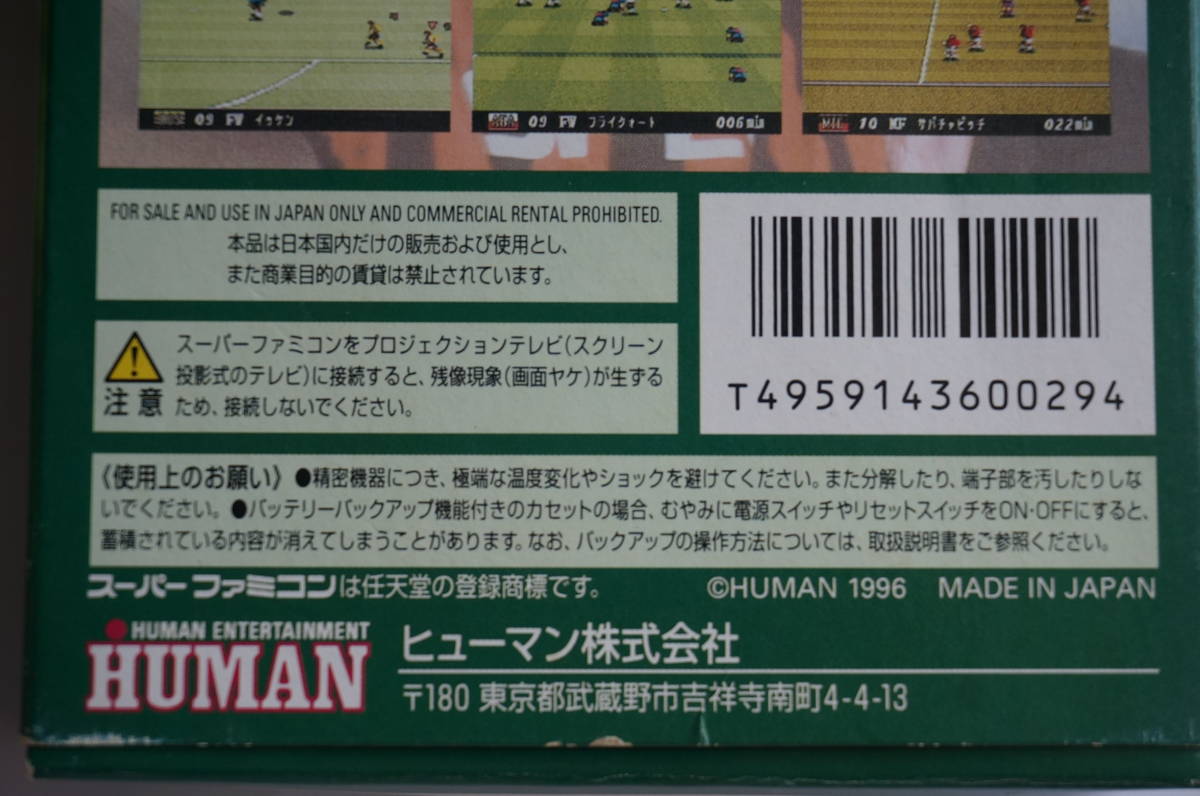 09 FW イッケン
09 FW フライクォート 006min
10 MF サパチャピッチ 022min
FOR SALE AND USE IN JAPAN ONLY AND COMMERCIAL RENTAL PROHIBITED.
本品は日本国内だけの販売および使用とし、
また商業目的の賃貸は禁止されています。
T4959143600294
注意
スーパーファミコンをプロジェクションテレビ(スクリーン
投影式のテレビ)に接続すると、残像現象(画面ヤケ)が生ずる
ため、接続しないでください。
〈使用上のお願い〉●精密機器につき、極端な温度変化やショックを避けてください。また分解したり、端子部を汚したりしな
いでください。●バッテリーバックアップ機能付きのカセットの場合、むやみに電源スイッチやリセットスイッチをON・OFFにすると、
蓄積されている内容が消えてしまうことがあります。なお、バックアップの操作方法については、取扱説明書をご参照ください。
スーパーファミコンは任天堂の登録商標です。 ©HUMAN 1996 MADE IN JAPAN
HUMAN ENTERTAINMENT
HUMAN
ヒューマン株式会社
〒180 東京都武蔵野市吉祥寺南町4-4-13